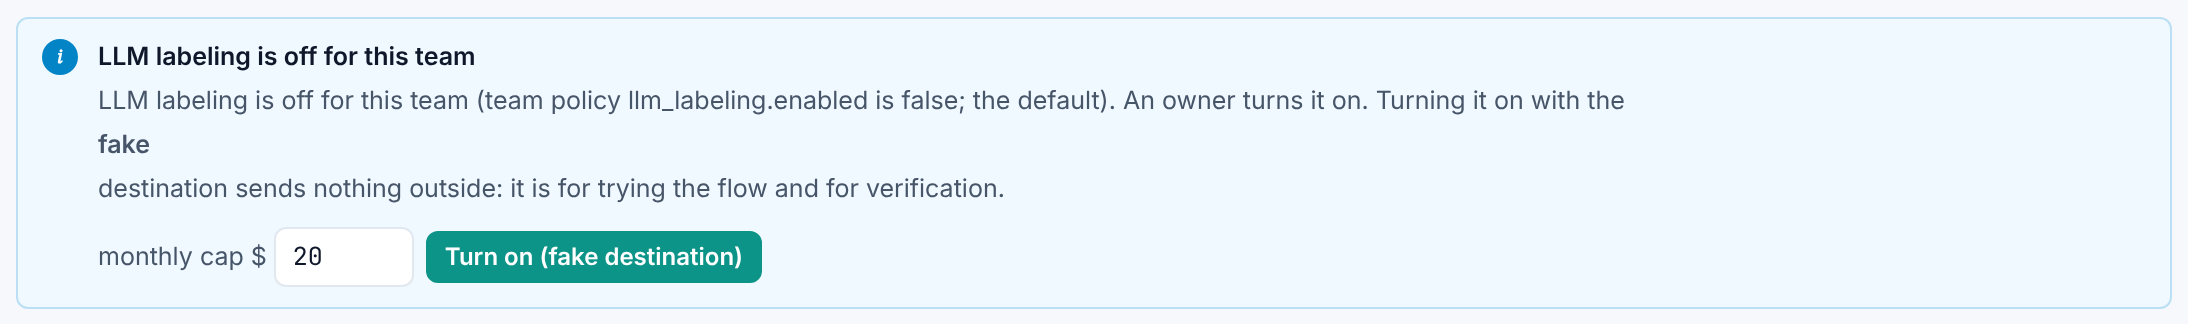 i
LLM labeling is off for this team
LLM labeling is off for this team (team policy llm_labeling.enabled is false; the default). An owner turns it on. Turning it on with the
fake
destination sends nothing outside: it is for trying the flow and for verification.
monthly cap $ 20 Turn on (fake destination)